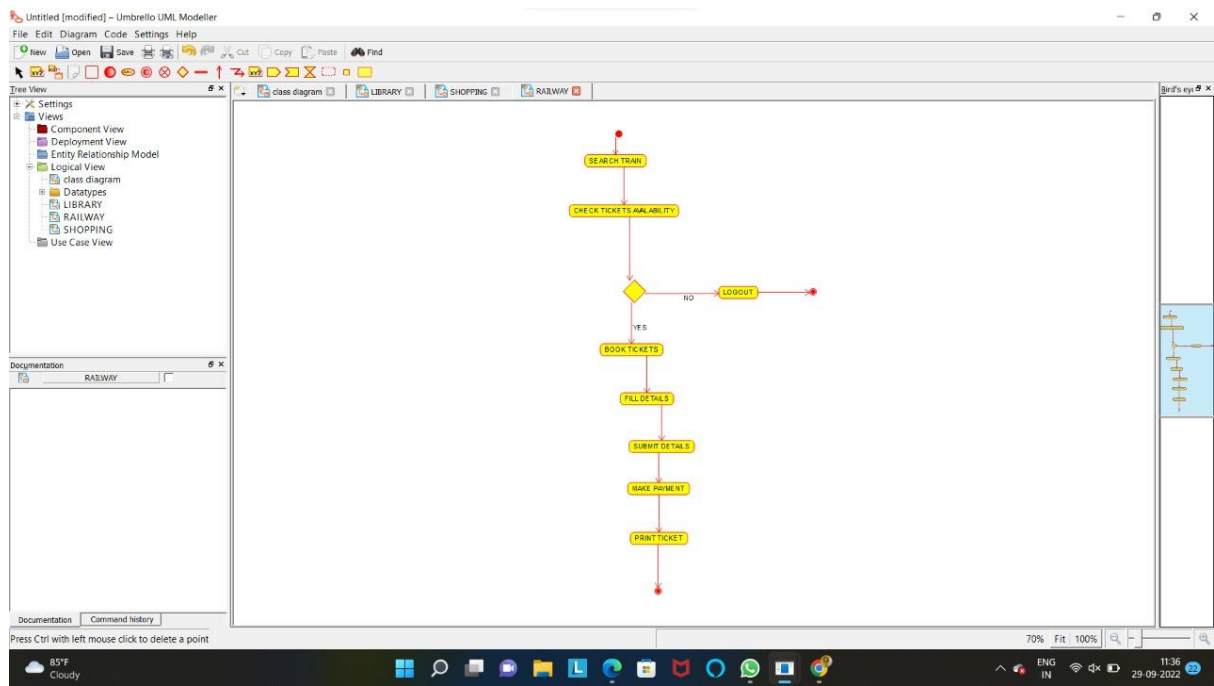 Untitled [modified] – Umbrello UML Modeller
File Edit Diagram Code Settings Help
New Open Save Cut Copy Paste Find
Tree View
class diagram LIBRARY SHOPPING RAILWAY
Bird's eye
Settings
Views
Component View
Deployment View
Entity Relationship Model
Logical View
class diagram
Datatypes
LIBRARY
RAILWAY
SHOPPING
Use Case View
SEARCH TRAIN
CHECK TICKETS AVALABILITY
NO
LOGOUT
YES
BOOK TICKETS
FILL DETAILS
SUBMIT DETAILS
MAKE PAYMENT
PRINT TICKET
Documentation
RAILWAY
Documentation Command history
Press Ctrl with left mouse click to delete a point
70% Fit 100%
85°F
Cloudy
ENG
IN
11:36
29-09-2022
22